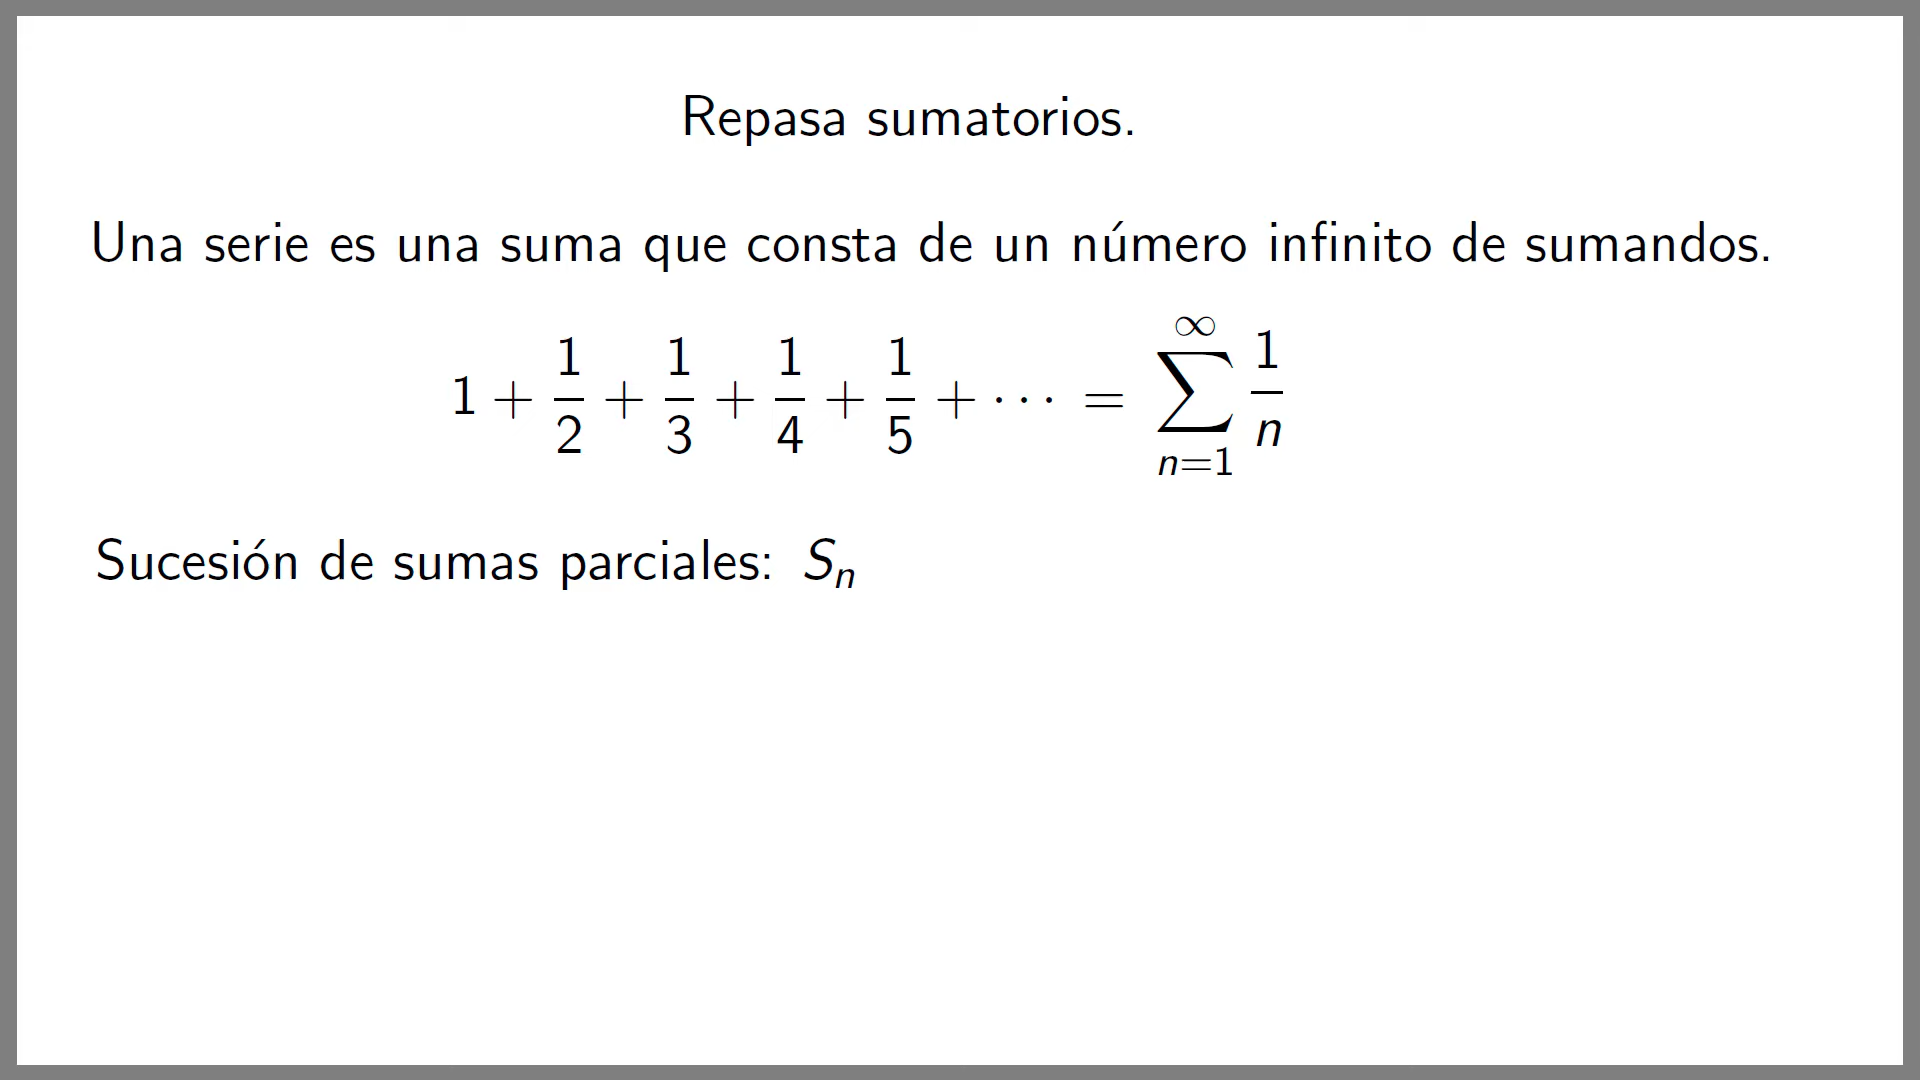 Repasa sumatorios.
Una serie es una suma que consta de un número infinito de sumandos.
1 + 1/2 + 1/3 + 1/4 + 1/5 + ··· = ∑_{n=1}^{∞} 1/n
Sucesión de sumas parciales: S_n